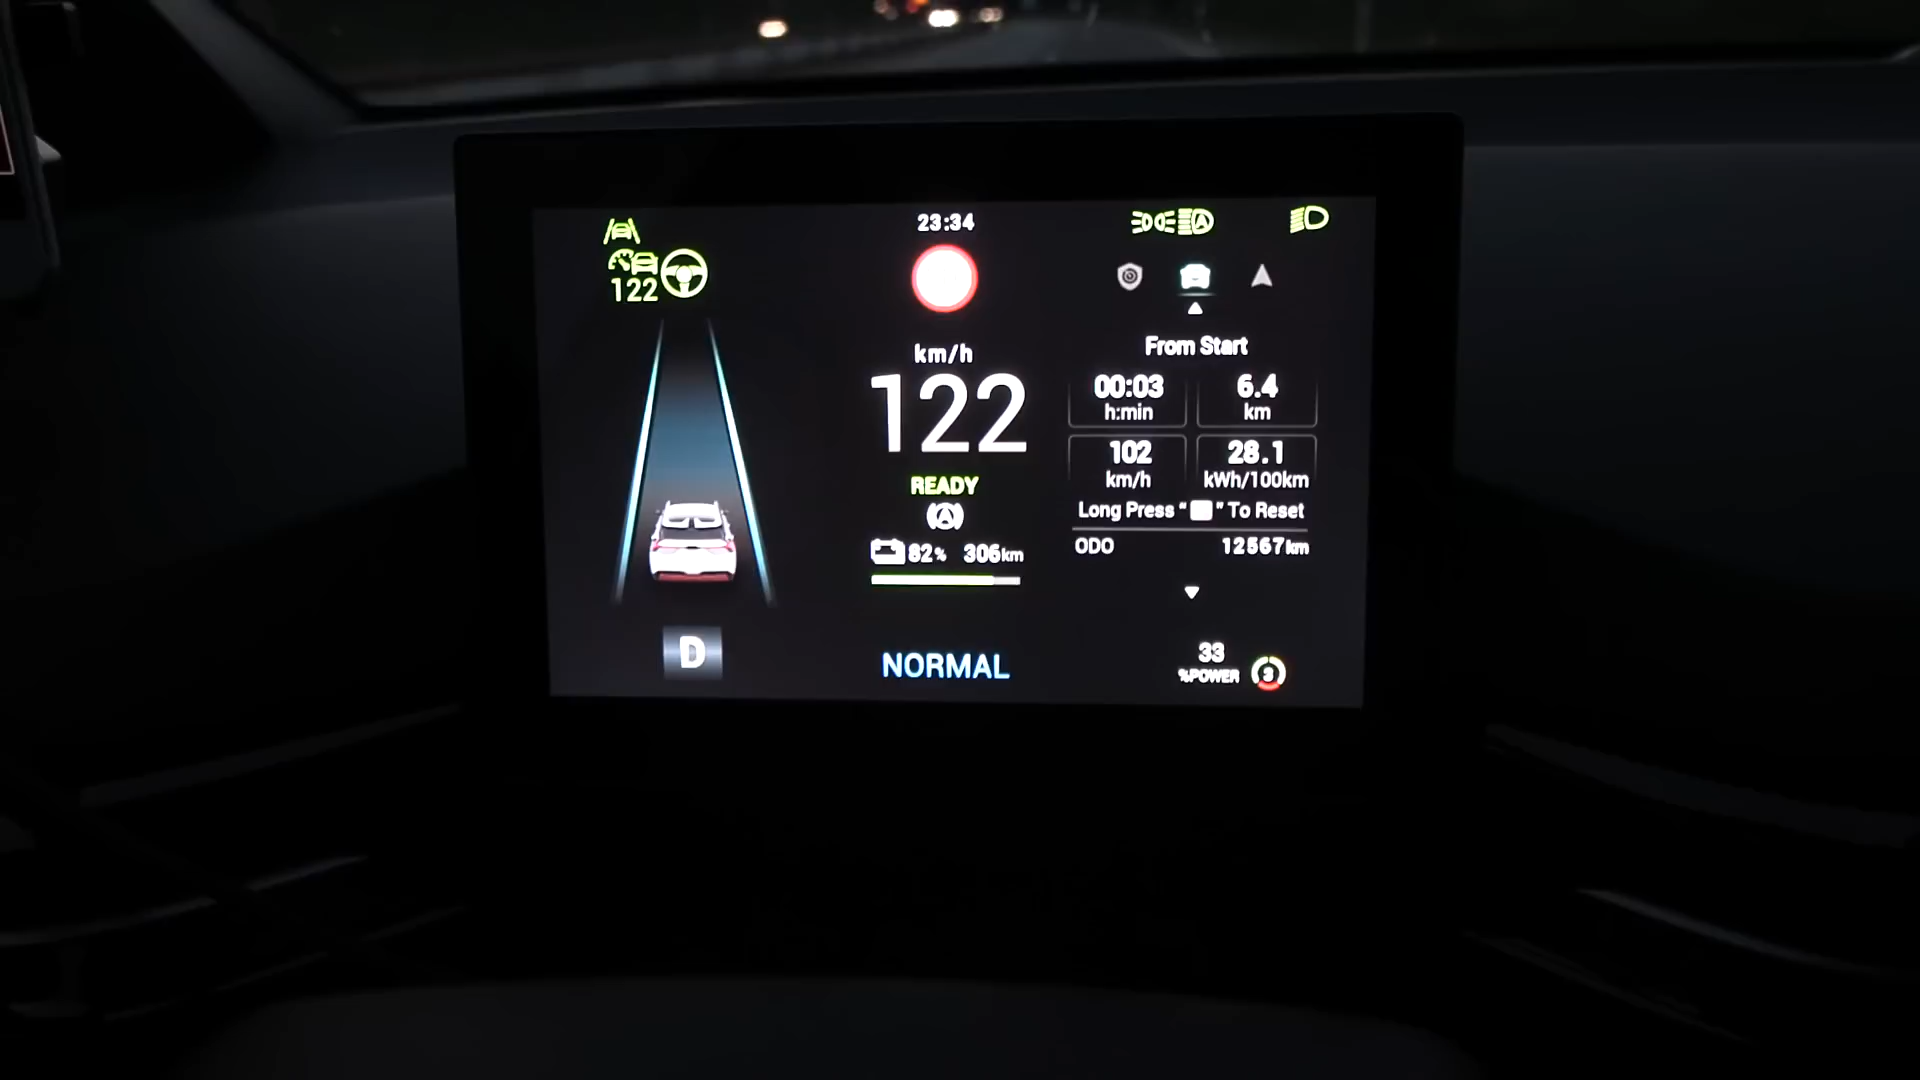 23:34
122
km/h
122
READY
82% 306km
NORMAL
D
From Start
00:03
h:min
6.4
km
102
km/h
28.1
kWh/100km
Long Press “ ” To Reset
ODO 12567km
33
%POWER
3